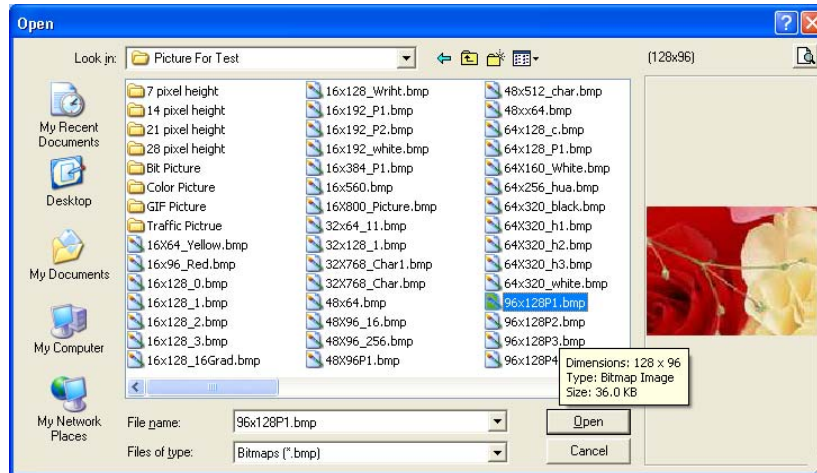 Open
Look in:
Picture For Test
(128x96)
My Recent
Documents
Desktop
My Documents
My Computer
My Network
Places
7 pixel height
14 pixel height
21 pixel height
28 pixel height
Bit Picture
Color Picture
GIF Picture
Traffic Pictrue
16X64_Yellow.bmp
16x96_Red.bmp
16x128_0.bmp
16x128_1.bmp
16x128_2.bmp
16x128_3.bmp
16x128_16Grad.bmp
16x128_Wriht.bmp
16x192_P1.bmp
16x192_P2.bmp
16x192_white.bmp
16x384_P1.bmp
16x560.bmp
16X800_Picture.bmp
32x64_11.bmp
32x128_1.bmp
32X768_Char1.bmp
32X768_Char.bmp
48x64.bmp
48X96_16.bmp
48X96_256.bmp
48X96P1.bmp
48x512_char.bmp
48xx64.bmp
64x128_c.bmp
64x128_P1.bmp
64X160_White.bmp
64x256_hua.bmp
64X320_black.bmp
64X320_h1.bmp
64X320_h2.bmp
64X320_h3.bmp
64x320_white.bmp
96x128P1.bmp
96x128P2.bmp
96x128P3.bmp
96x128P4
Dimensions: 128 x 96
Type: Bitmap Image
Size: 36.0 KB
File name:
96x128P1.bmp
Open
Files of type:
Bitmaps (*.bmp)
Cancel